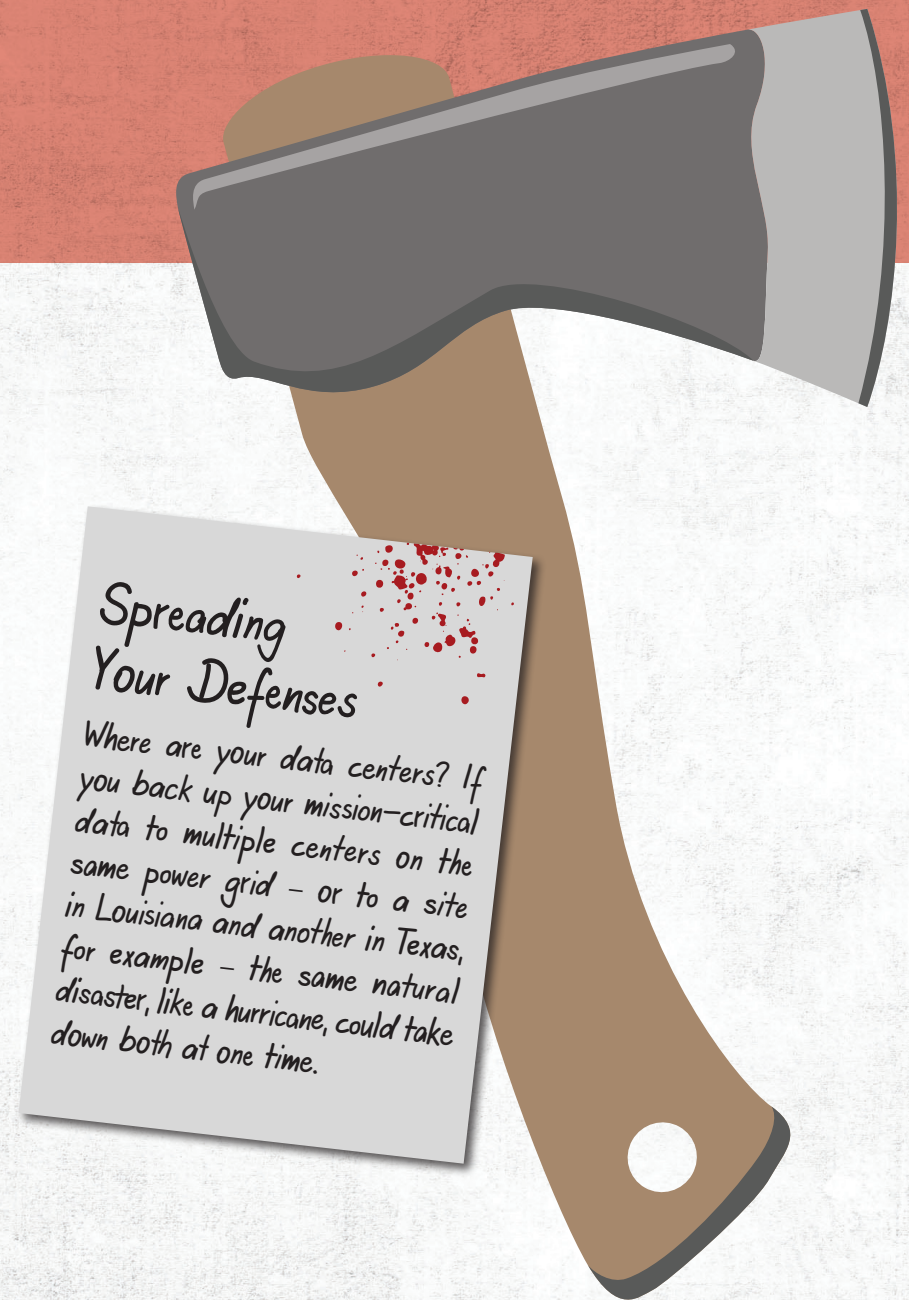 Spreading
Your Defenses
Where are your data centers? If
you back up your mission–critical
data to multiple centers on the
same power grid – or to a site
in Louisiana and another in Texas,
for example – the same natural
disaster, like a hurricane, could take
down both at one time.